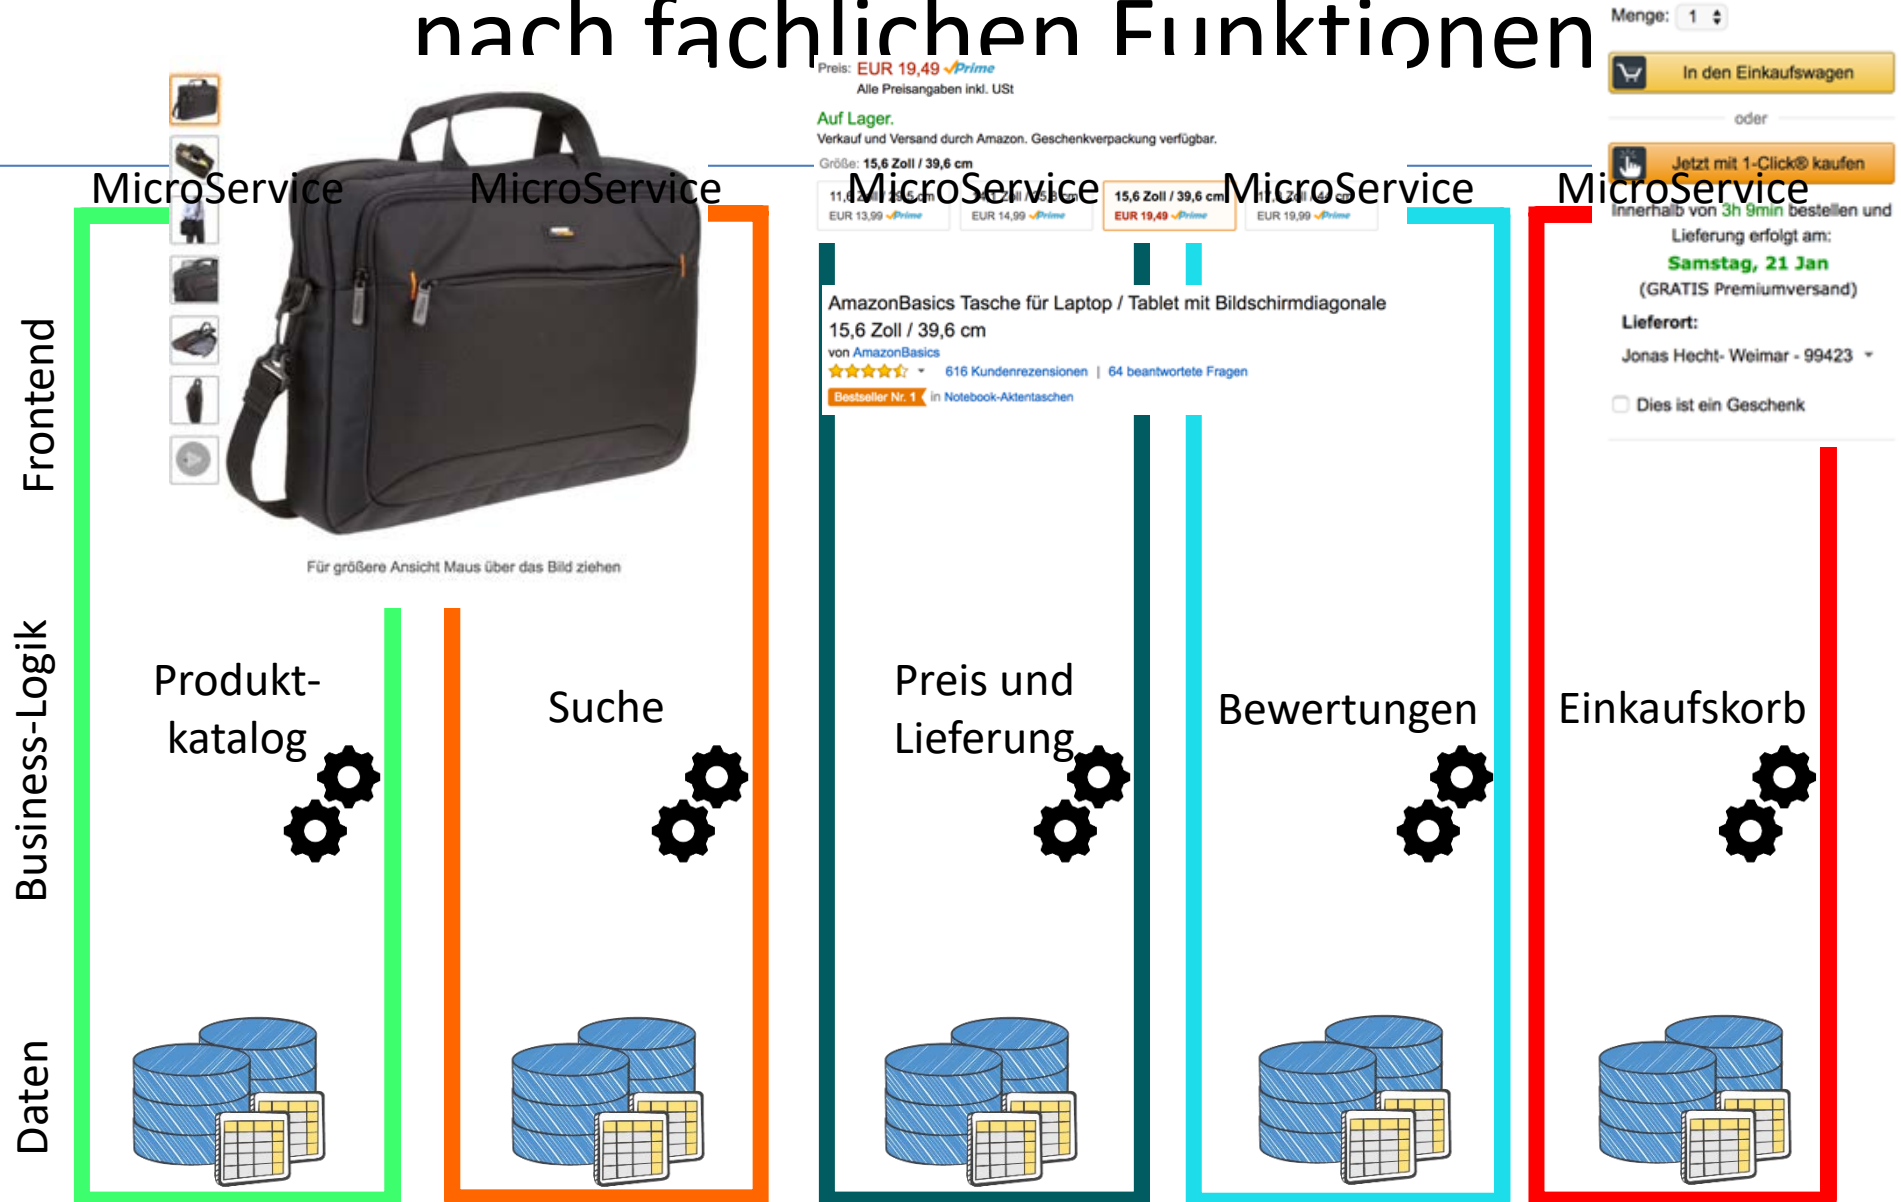 nach fachlichen Funktionen
Menge: 1
Preis: EUR 19,49 Prime
Alle Preisangaben inkl. USt
In den Einkaufswagen
oder
Auf Lager.
Verkauf und Versand durch Amazon. Geschenkverpackung verfügbar.
Größe: 15,6 Zoll / 39,6 cm
Jetzt mit 1-Click® kaufen
MicroService
MicroService
MicroService
MicroService
MicroService
15,6 Zoll / 39,6 cm
EUR 13,99 Prime
EUR 14,99 Prime
EUR 19,49 Prime
EUR 19,99 Prime
Innerhalb von 3h 9min bestellen und
Lieferung erfolgt am:
Samstag, 21 Jan
(GRATIS Premiumversand)
Lieferort:
Jonas Hecht- Weimar - 99423
Dies ist ein Geschenk
AmazonBasics Tasche für Laptop / Tablet mit Bildschirmdiagonale
15,6 Zoll / 39,6 cm
von AmazonBasics
616 Kundenrezensionen | 64 beantwortete Fragen
Bestseller Nr. 1 in Notebook-Aktentaschen
Frontend
Für größere Ansicht Maus über das Bild ziehen
Business-Logik
Produkt-
katalog
Suche
Preis und
Lieferung
Bewertungen
Einkaufskorb
Daten